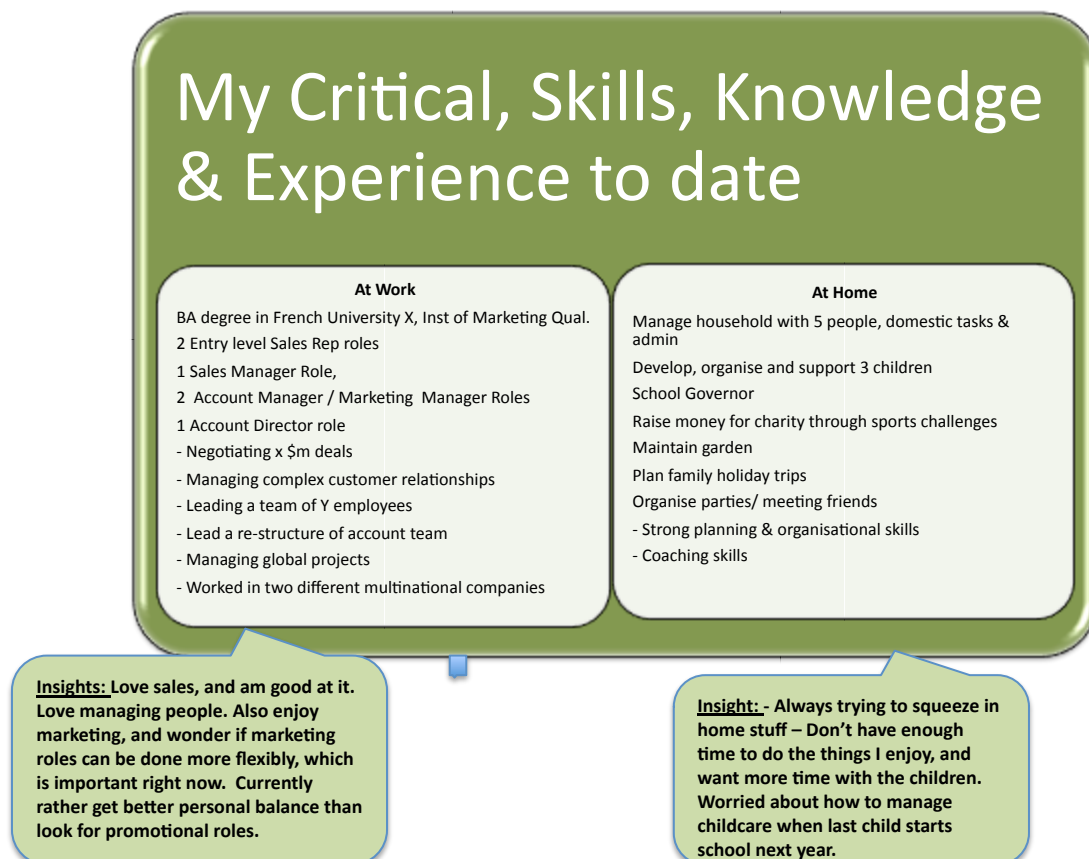 My Critical, Skills, Knowledge
& Experience to date
At Work
BA degree in French University X, Inst of Marketing Qual.
2 Entry level Sales Rep roles
1 Sales Manager Role,
2 Account Manager / Marketing Manager Roles
1 Account Director role
- Negotiating x $m deals
- Managing complex customer relationships
- Leading a team of Y employees
- Lead a re-structure of account team
- Managing global projects
- Worked in two different multinational companies
At Home
Manage household with 5 people, domestic tasks &
admin
Develop, organise and support 3 children
School Governor
Raise money for charity through sports challenges
Maintain garden
Plan family holiday trips
Organise parties/ meeting friends
- Strong planning & organisational skills
- Coaching skills
Insights: Love sales, and am good at it.
Love managing people. Also enjoy
marketing, and wonder if marketing
roles can be done more flexibly, which
is important right now. Currently
rather get better personal balance than
look for promotional roles.
Insight: - Always trying to squeeze in
home stuff – Don't have enough
time to do the things I enjoy, and
want more time with the children.
Worried about how to manage
childcare when last child starts
school next year.